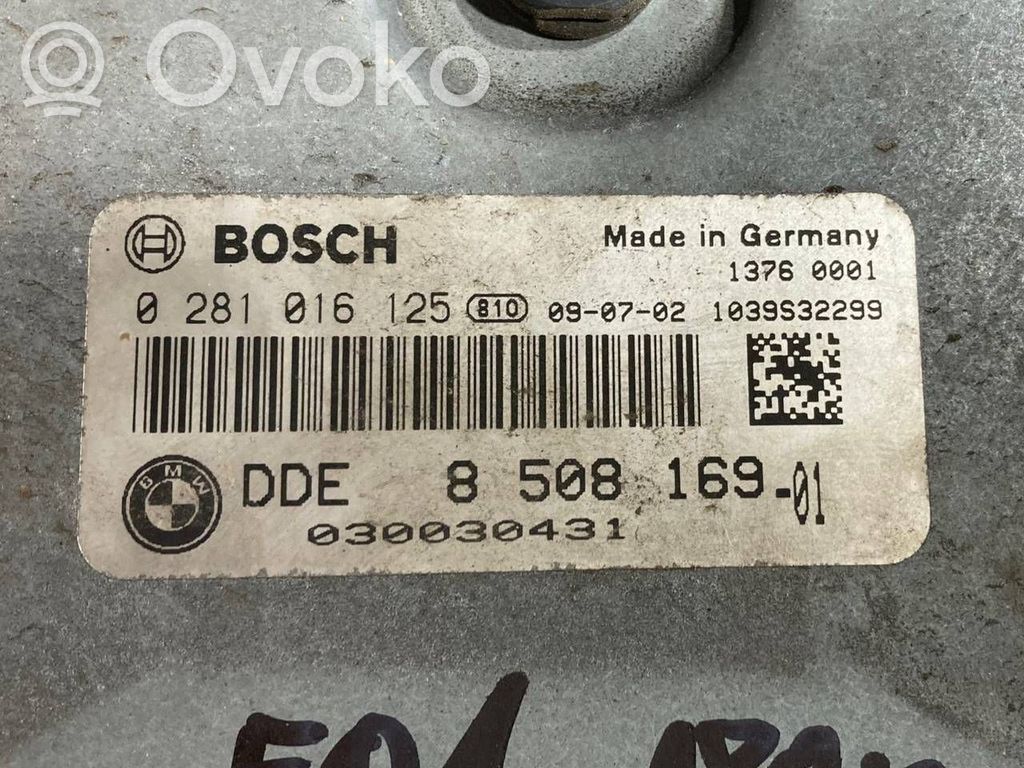 Ovoko
BOSCH Made in Germany
1376 0001
0 281 016 125 810 09-07-02 1039S32299
BMW DDE 8 508 169-01
030030431